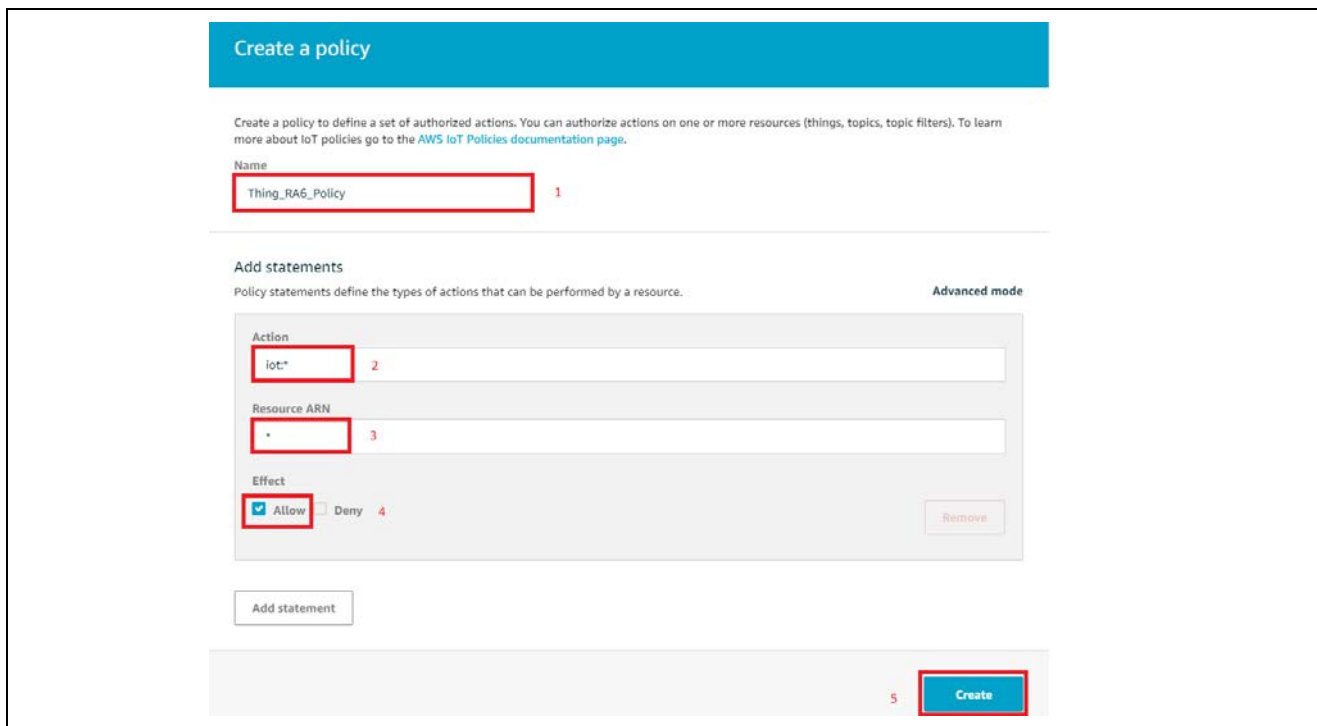 Create a policy
Create a policy to define a set of authorized actions. You can authorize actions on one or more resources (things, topics, topic filters). To learn
more about IoT policies go to the AWS IoT Policies documentation page.
Name
Thing_RA6_Policy 1
Add statements
Policy statements define the types of actions that can be performed by a resource. Advanced mode
Action
iot:* 2
Resource ARN
* 3
Effect
Allow Deny 4
Remove
Add statement
5 Create